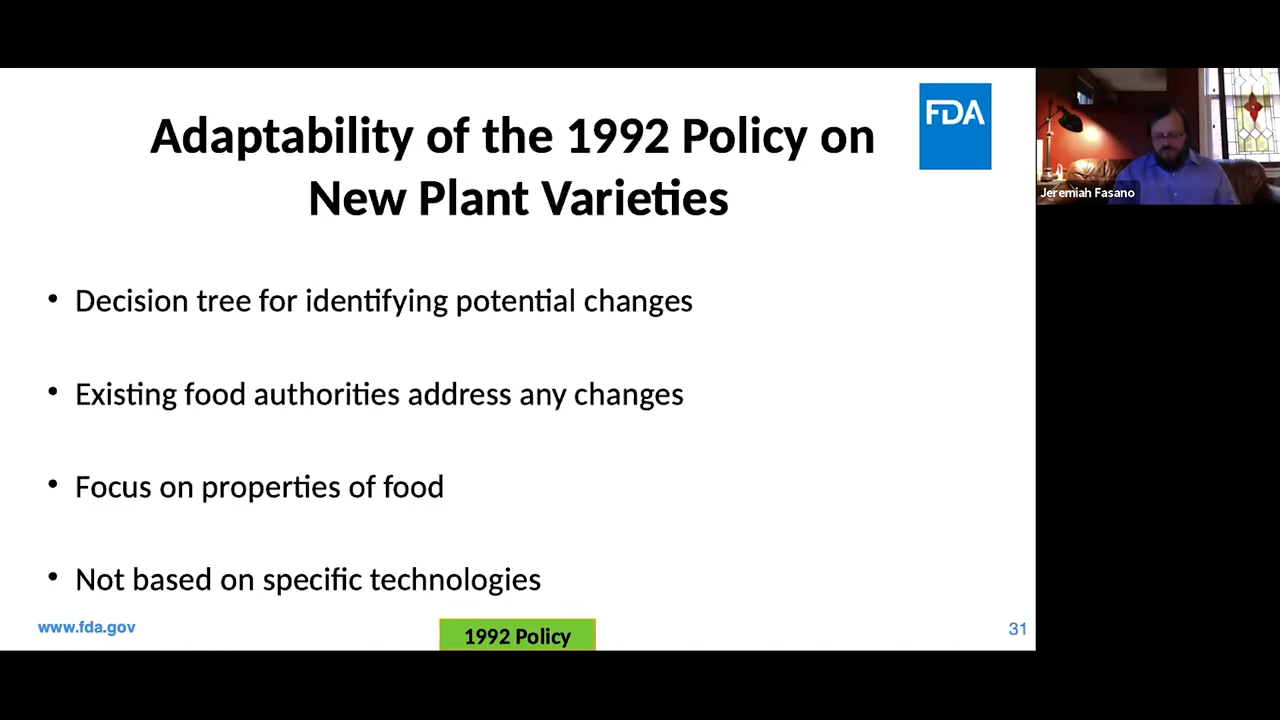 Adaptability of the 1992 Policy on
New Plant Varieties
FDA
Jeremiah Fasano
• Decision tree for identifying potential changes
• Existing food authorities address any changes
• Focus on properties of food
• Not based on specific technologies
www.fda.gov
1992 Policy
31